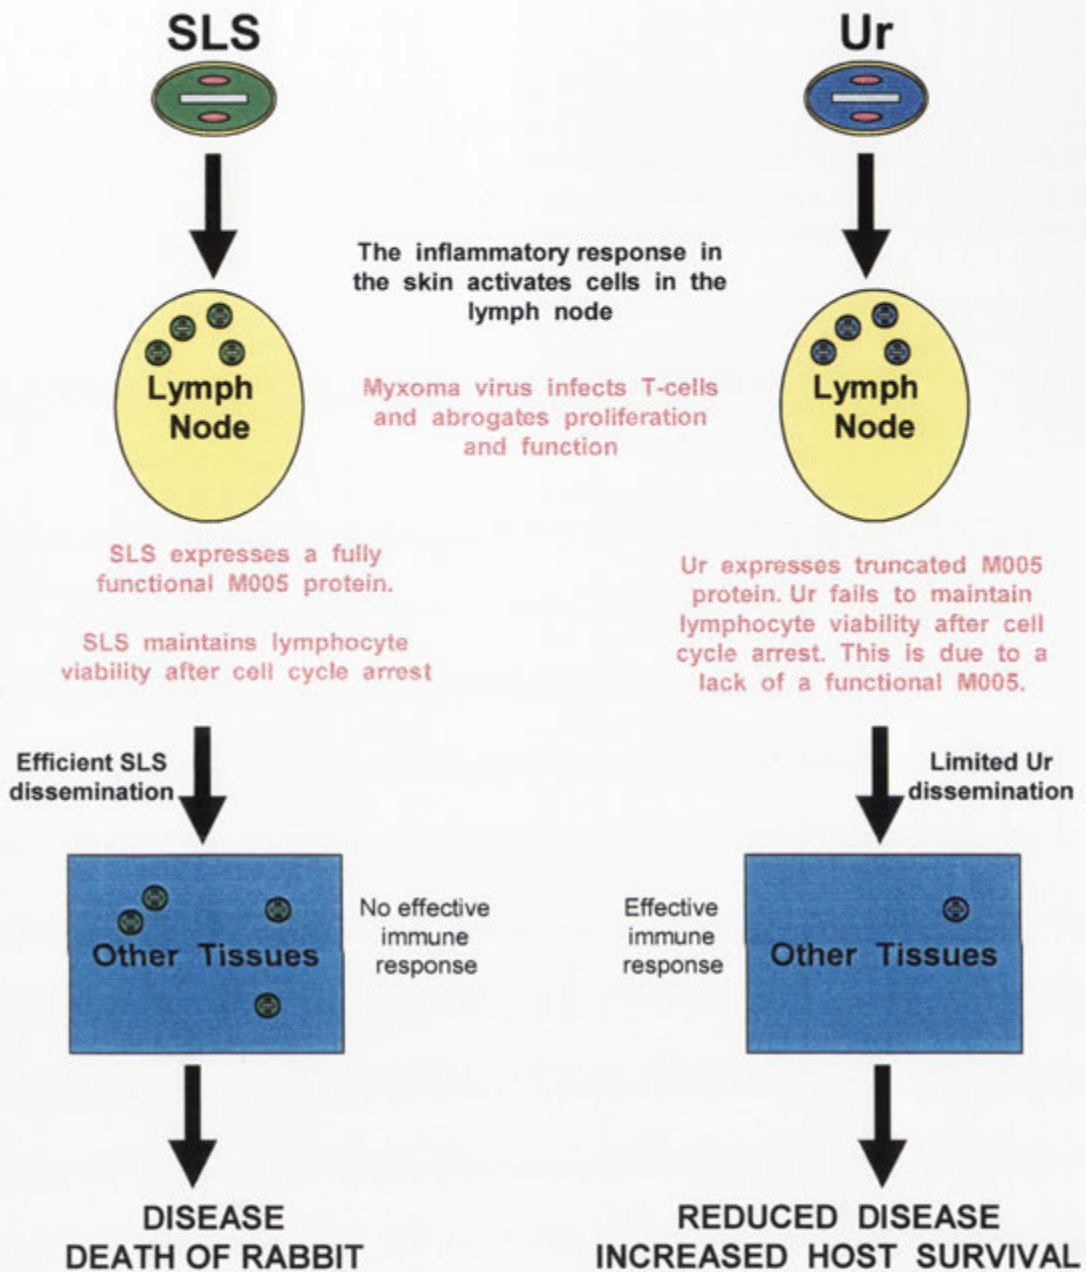 SLS
Ur
The inflammatory response in
the skin activates cells in the
lymph node
Lymph
Node
Myxoma virus infects T-cells
and abrogates proliferation
and function
Lymph
Node
SLS expresses a fully
functional M005 protein.
SLS maintains lymphocyte
viability after cell cycle arrest
Ur expresses truncated M005
protein. Ur fails to maintain
lymphocyte viability after cell
cycle arrest. This is due to a
lack of a functional M005.
Efficient SLS
dissemination
Limited Ur
dissemination
Other Tissues
No effective
immune
response
Effective
immune
response
Other Tissues
DISEASE
DEATH OF RABBIT
REDUCED DISEASE
INCREASED HOST SURVIVAL